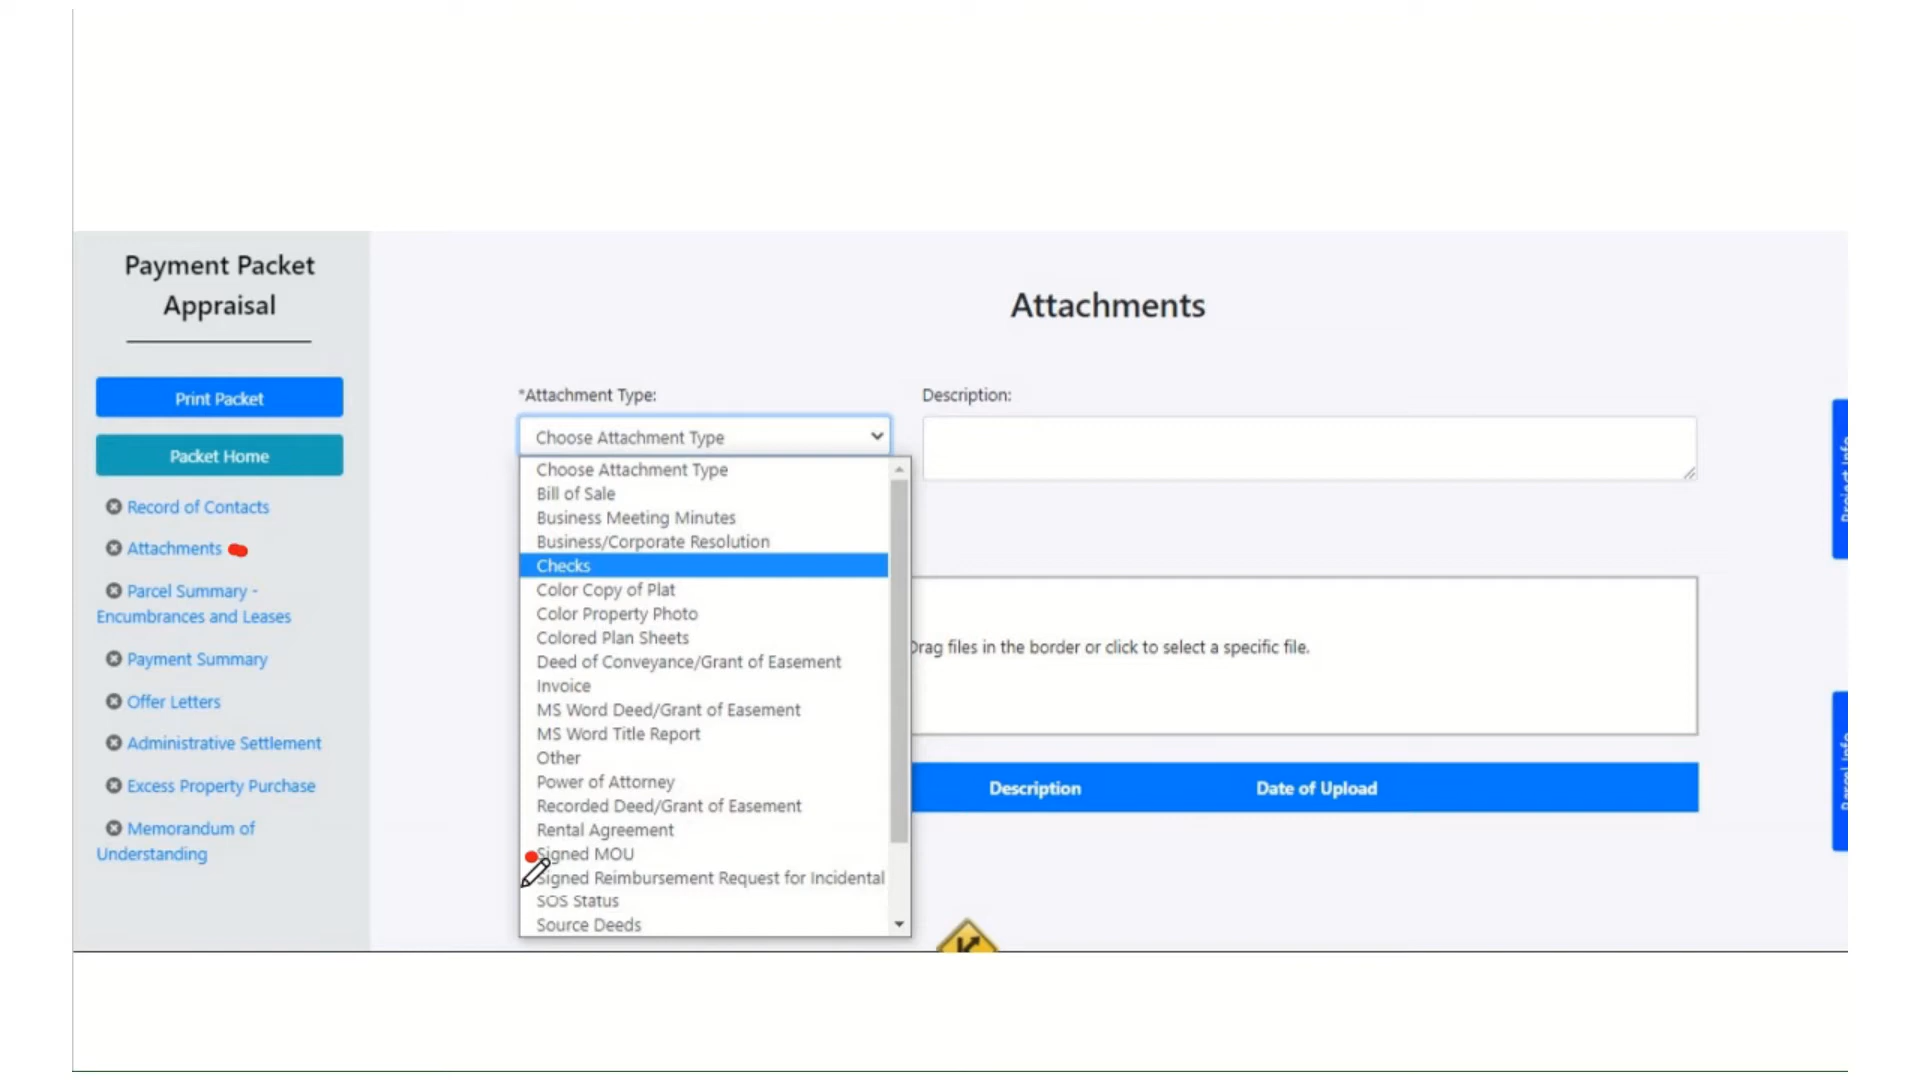 Payment Packet
Appraisal
Print Packet
Packet Home
Record of Contacts
Attachments
Parcel Summary -
Encumbrances and Leases
Payment Summary
Offer Letters
Administrative Settlement
Excess Property Purchase
Memorandum of
Understanding
Attachments
*Attachment Type:
Choose Attachment Type
Choose Attachment Type
Bill of Sale
Business Meeting Minutes
Business/Corporate Resolution
Checks
Color Copy of Plat
Color Property Photo
Colored Plan Sheets
Deed of Conveyance/Grant of Easement
Invoice
MS Word Deed/Grant of Easement
MS Word Title Report
Other
Power of Attorney
Recorded Deed/Grant of Easement
Rental Agreement
Signed MOU
Signed Reimbursement Request for Incidental
SOS Status
Source Deeds
Description:
Drag files in the border or click to select a specific file.
Description
Date of Upload
Project Info
Parcel Info